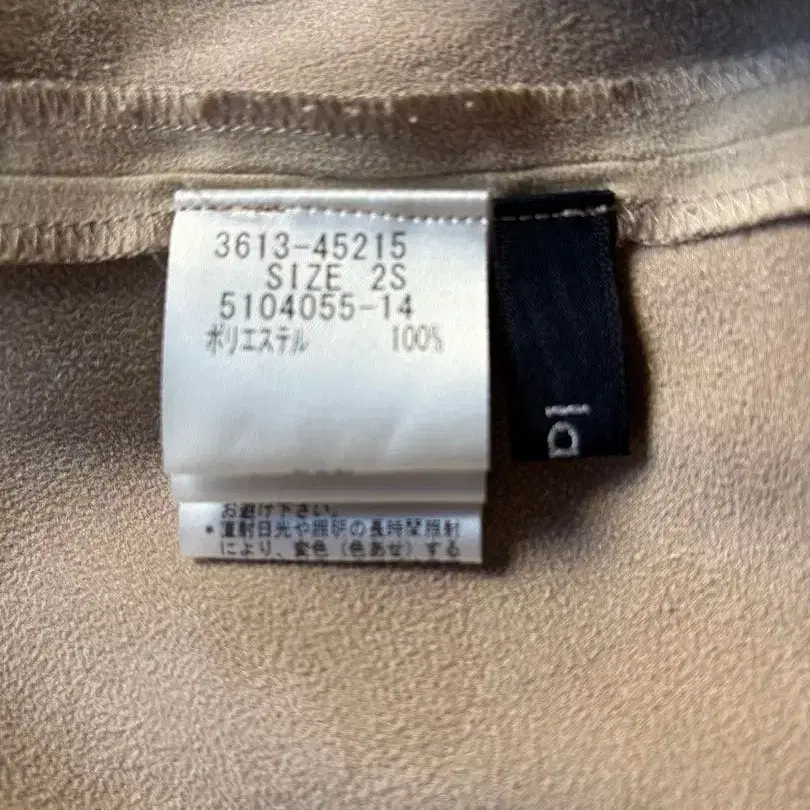 3613-45215
SIZE 2S
5104055-14
ポリエステル 100%
お避け下さい。
* 直射日光や照明の長時間照射
により、変色（色あせ）する
la